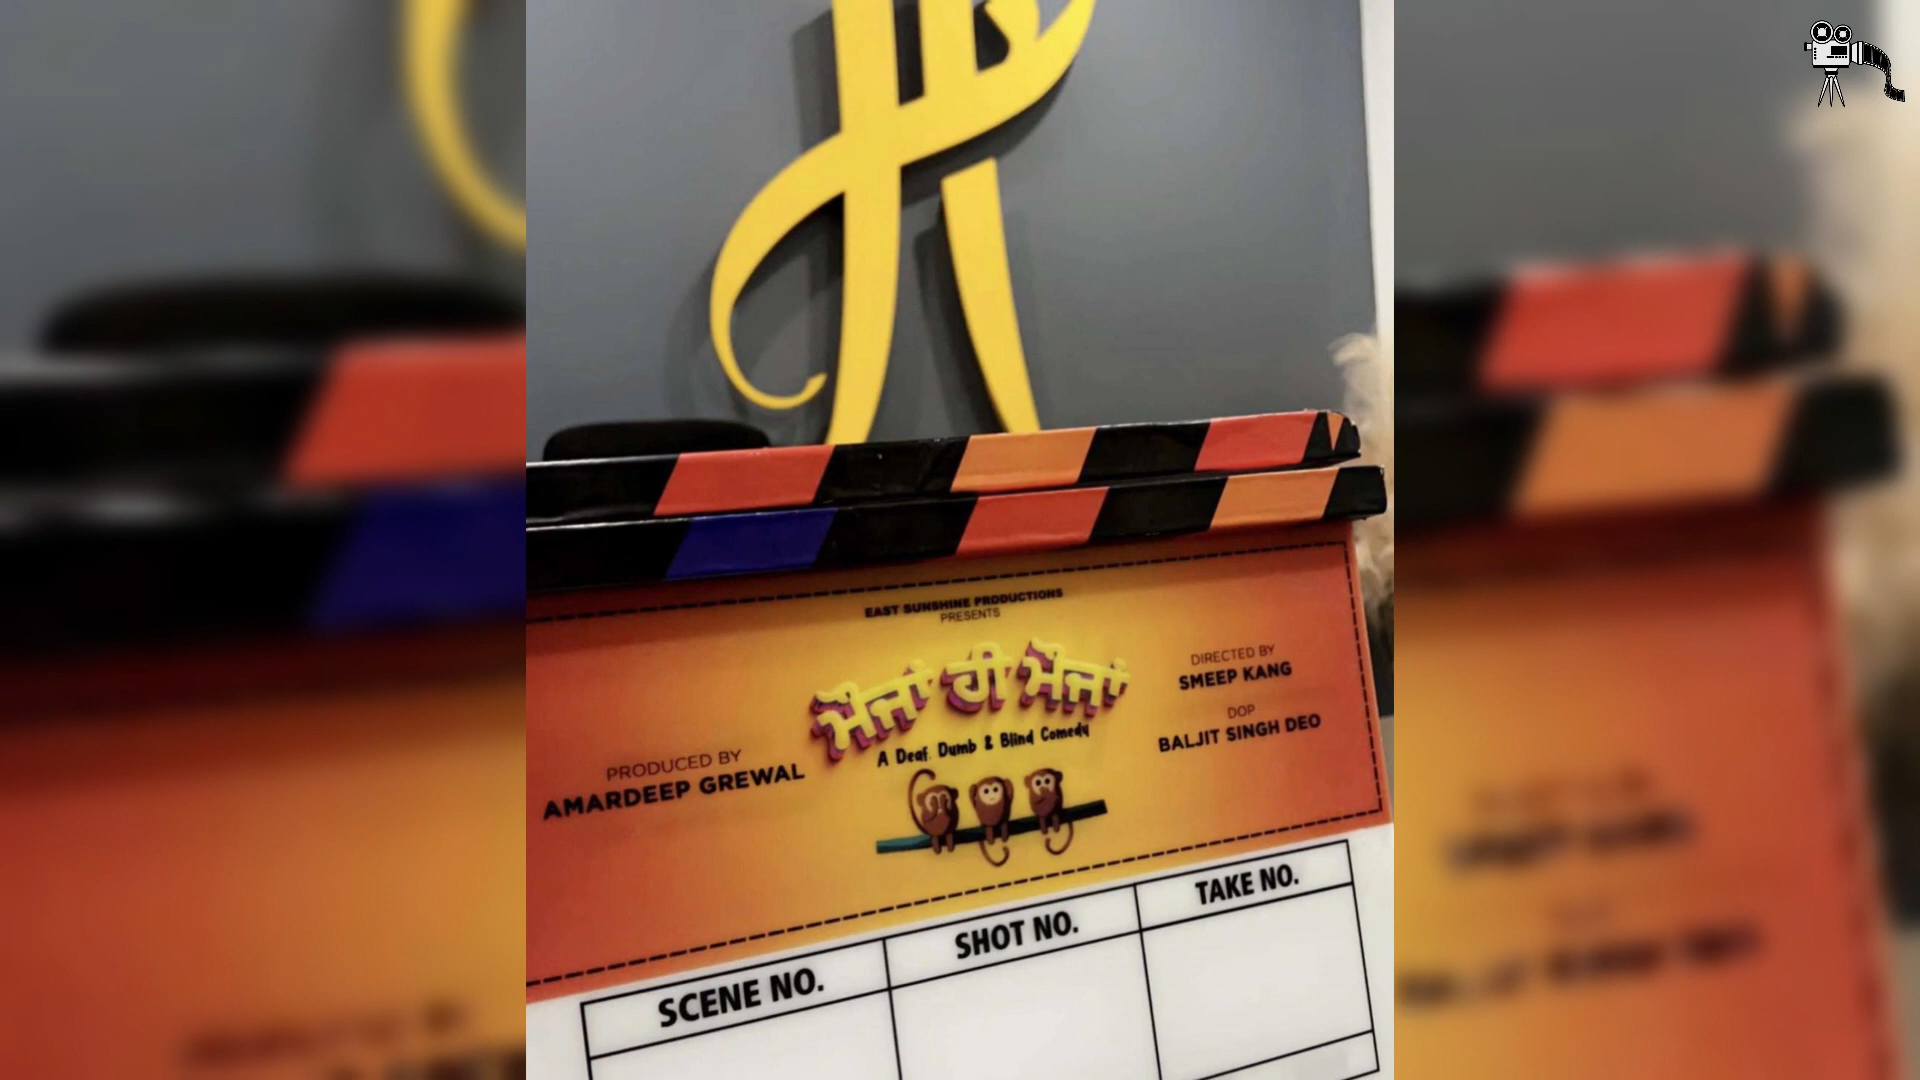 EAST SUNSHINE PRODUCTIONS
PRESENTS
ਮੌਜਾਂ ਹੀ ਮੌਜਾਂ
A Deaf, Dumb & Blind Comedy
PRODUCED BY
AMARDEEP GREWAL
DIRECTED BY
SMEEP KANG
DOP
BALJIT SINGH DEO
SCENE NO.
SHOT NO.
TAKE NO.